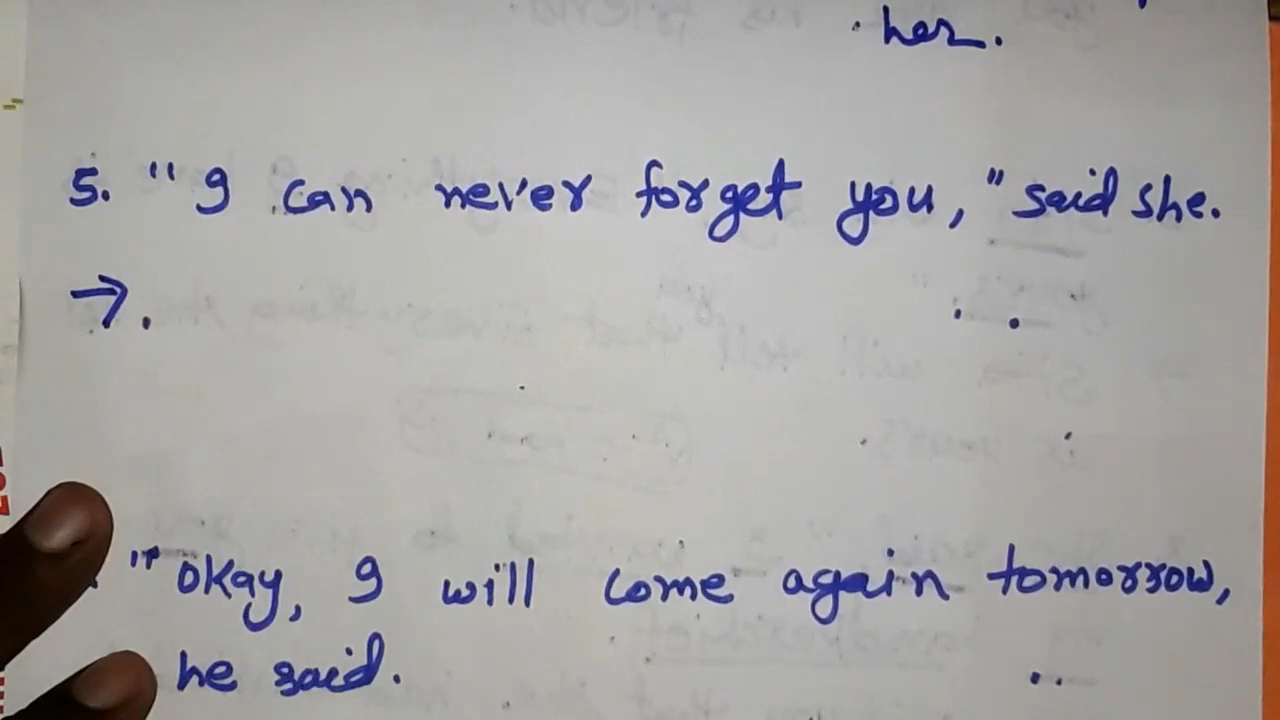 her.
5. "I can never forget you," said she.
→.
"okay, I will come again tomorrow,
he said.